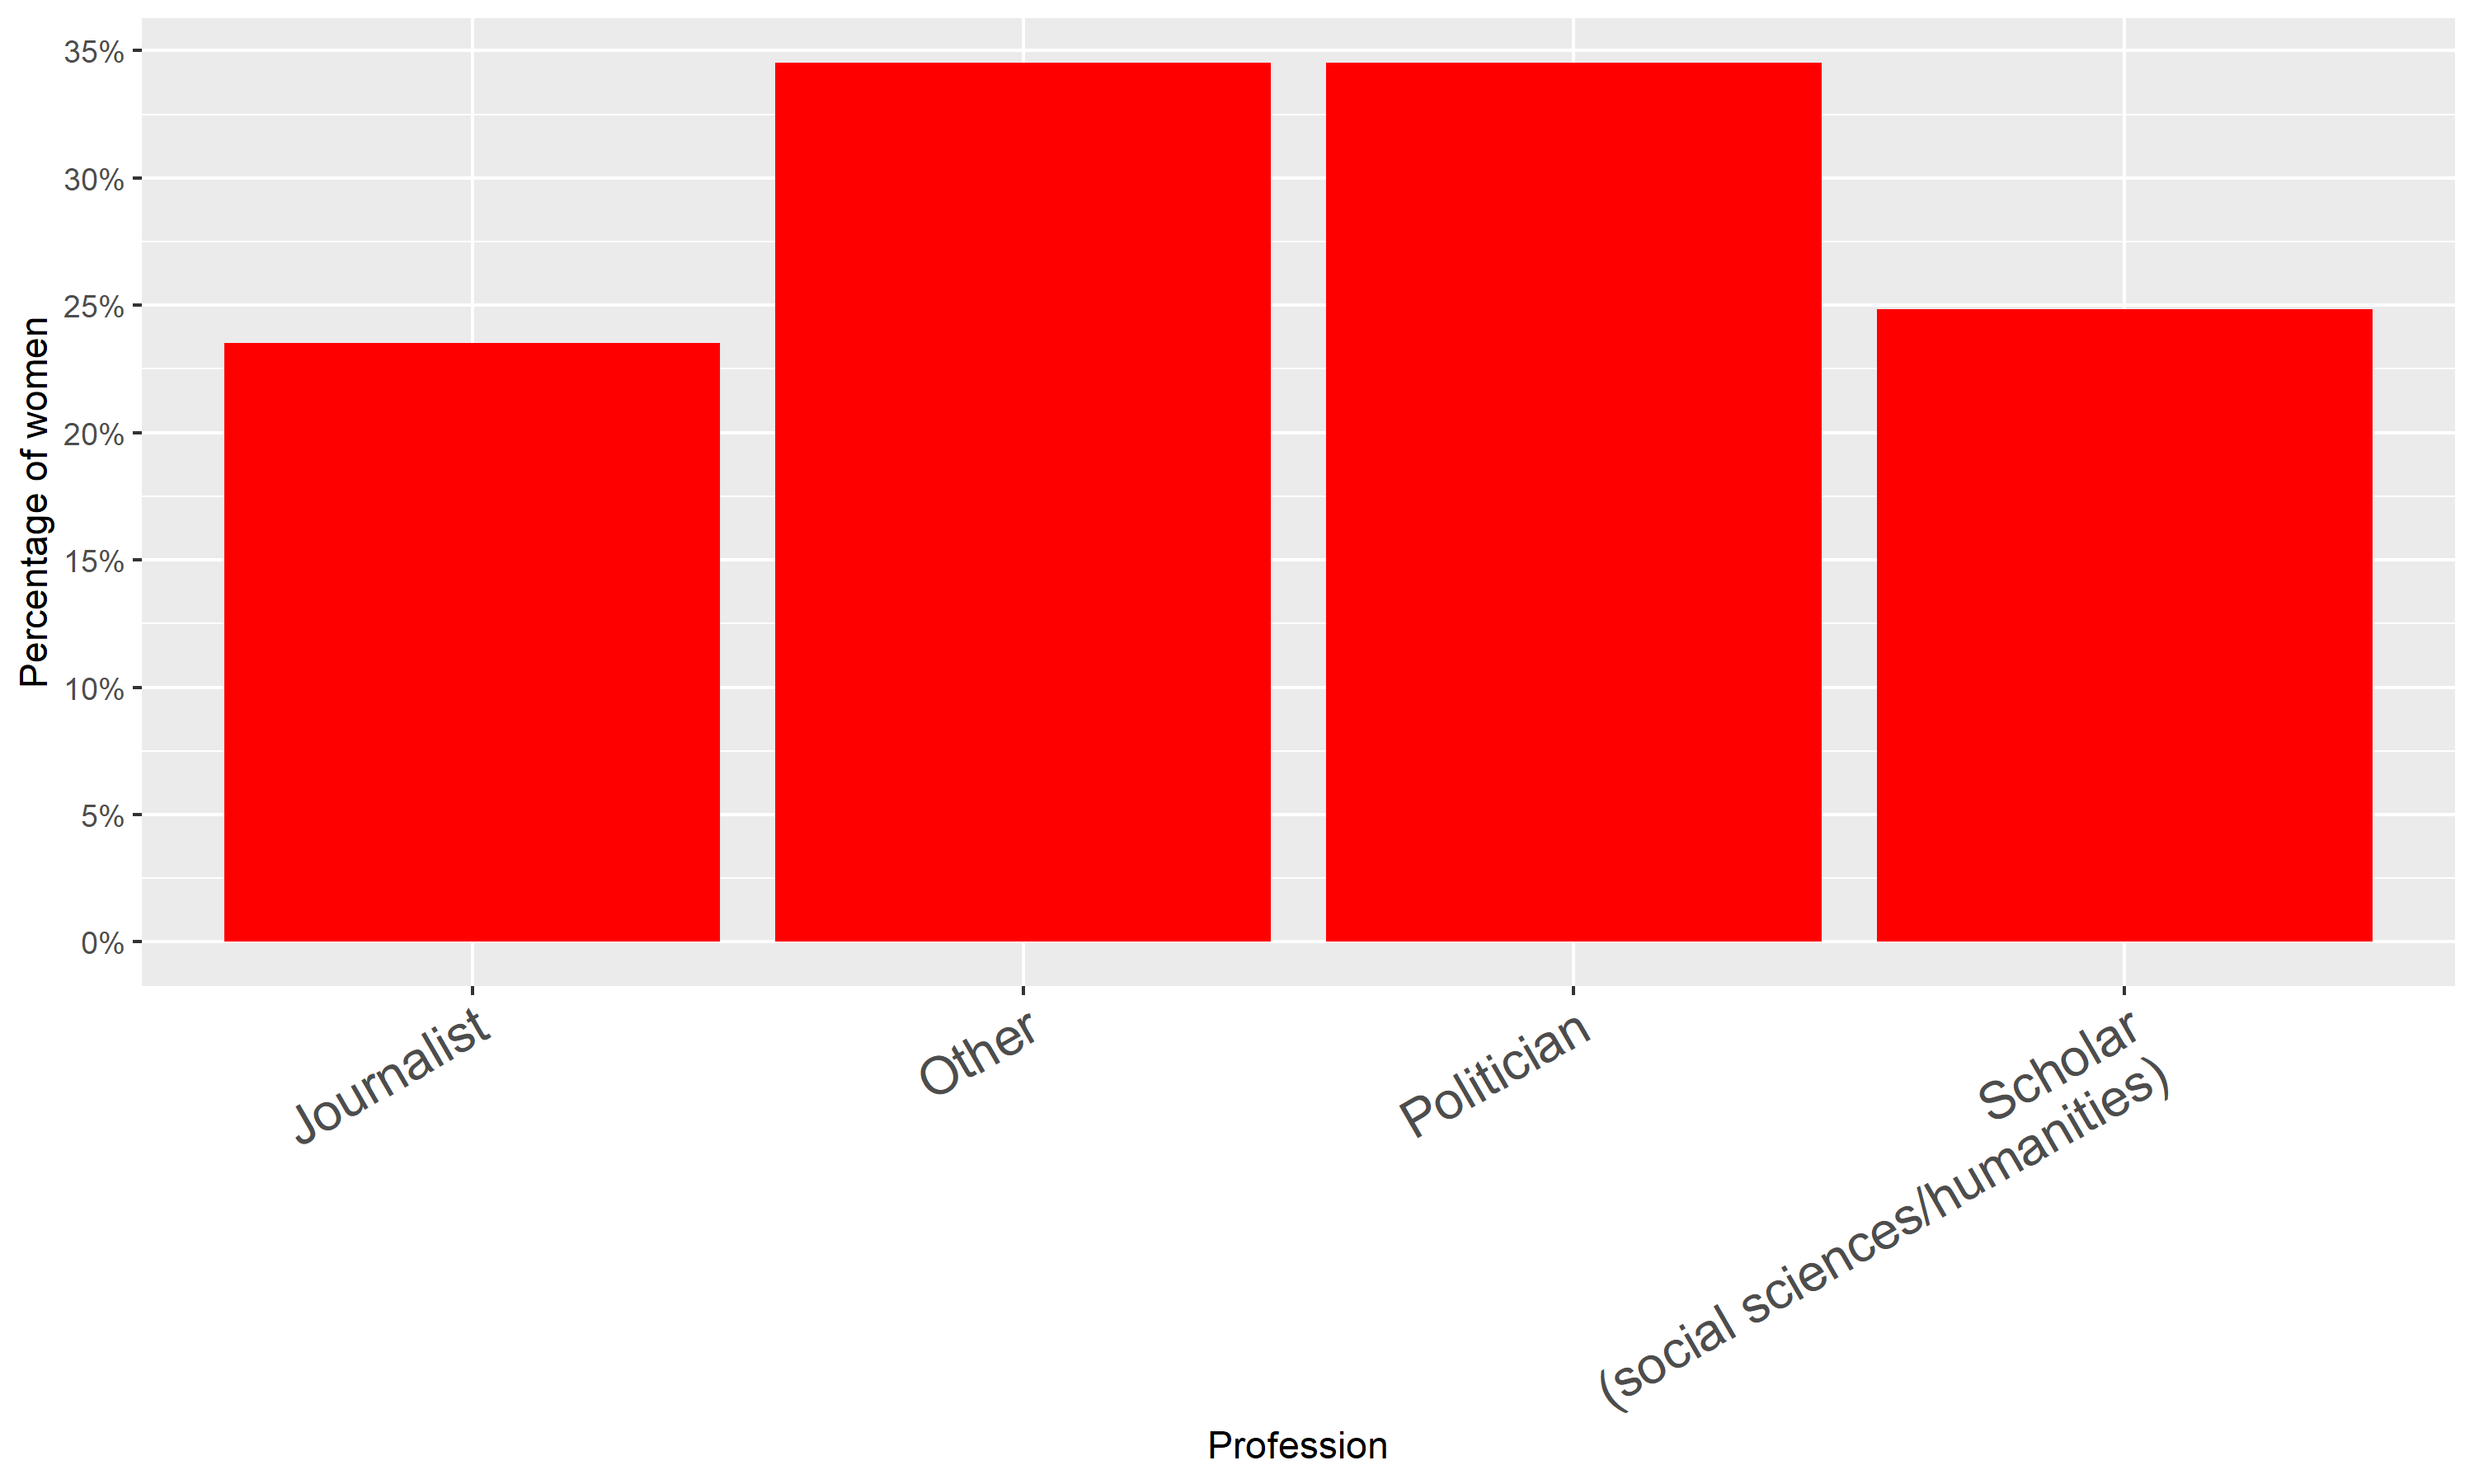 35%
30%
25%
20%
15%
10%
5%
0%
Percentage of women
Journalist
Other
Politician
Scholar
(social sciences/humanities)
Profession